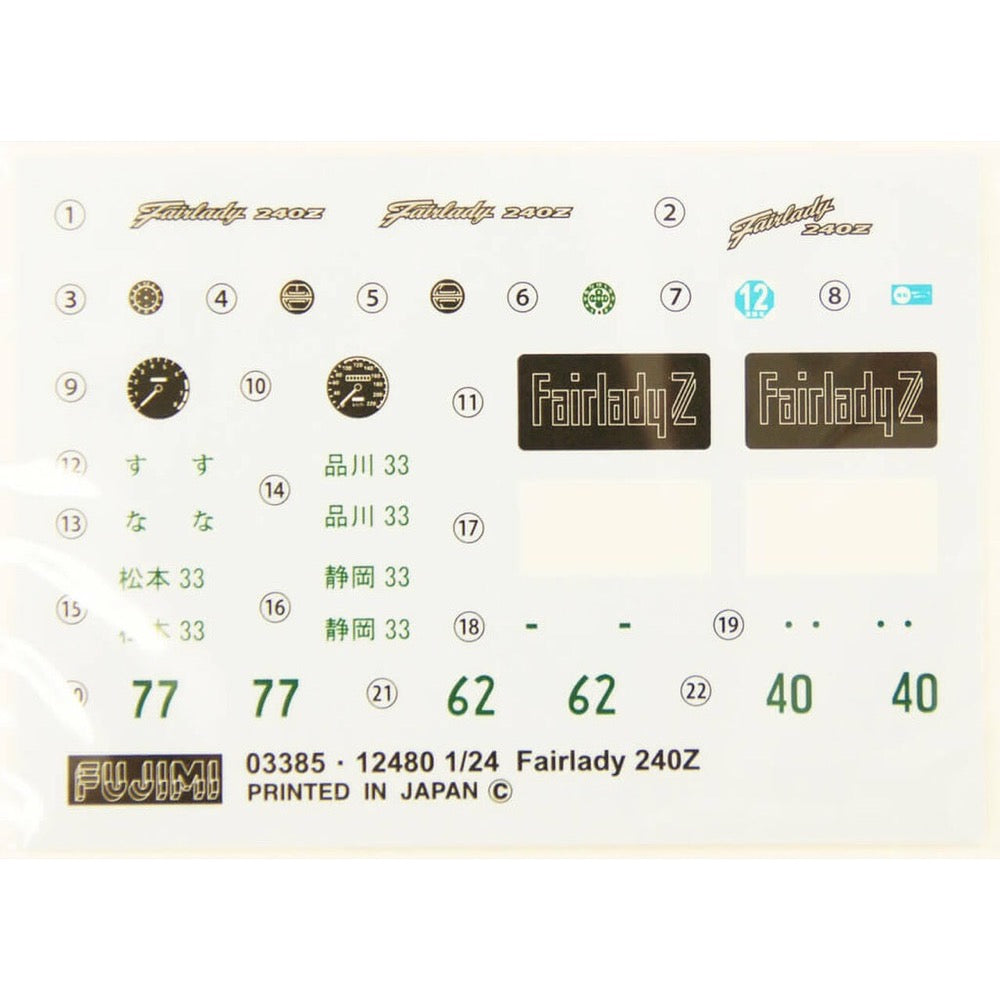 ① Fairlady 240Z Fairlady 240Z ② Fairlady 240Z
③ ④ ⑤ ⑥ ⑦ 12 ⑧
⑨ ⑩ ⑪ Fairlady Z Fairlady Z
⑫ す す ⑭ 品川 33
⑬ な な 品川 33 ⑰
松本 33 静岡 33
⑮ ⑯
33 静岡 33 ⑱ - - ⑲ ・・ ・・
77 77 ㉑ 62 62 ㉒ 40 40
FUJIMI 03385・12480 1/24 Fairlady 240Z
PRINTED IN JAPAN ©